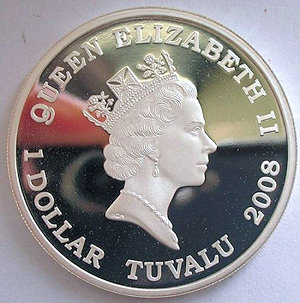 QUEEN ELIZABETH II
1 DOLLAR TUVALU 2008